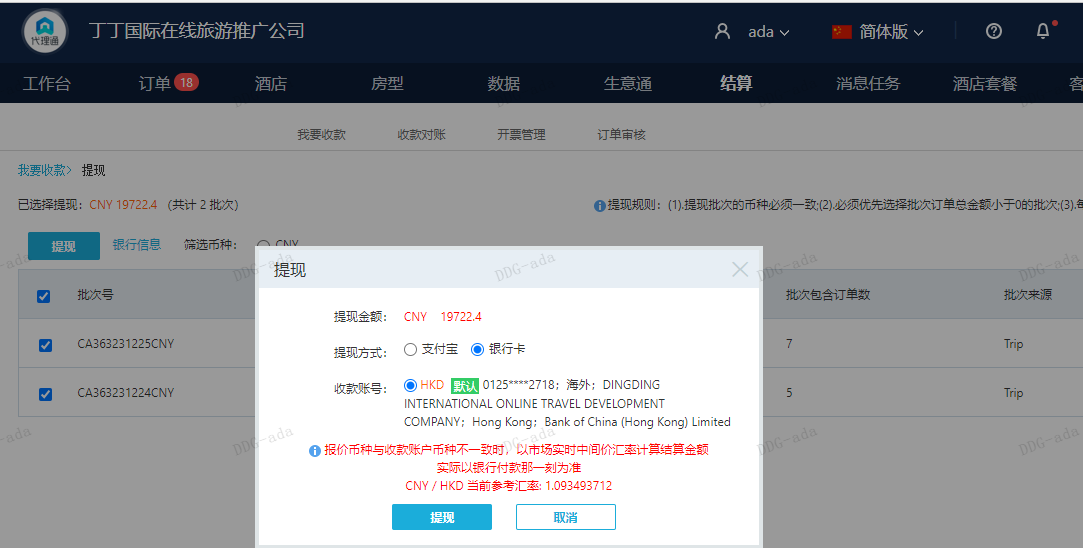 代理通
丁丁国际在线旅游推广公司
ada
简体版
工作台 订单 18 酒店 房型 数据 生意通 结算 消息任务 酒店套餐 客
我要收款 收款对账 开票管理 订单审核
我要收款> 提现
已选择提现：CNY 19722.4 (共计 2 批次)
提现规则：(1).提现批次的币种必须一致;(2).必须优先选择批次订单总金额小于0的批次;(3).每
提现 银行信息 筛选币种： CNY
批次号 批次包含订单数 批次来源
CA363231225CNY 7 Trip
CA363231224CNY 5 Trip
提现
提现金额： CNY 19722.4
提现方式： 支付宝 银行卡
收款账号： HKD 默认 0125****2718；海外；DINGDING
INTERNATIONAL ONLINE TRAVEL DEVELOPMENT
COMPANY；Hong Kong；Bank of China (Hong Kong) Limited
报价币种与收款账户币种不一致时，以市场实时中间价汇率计算结算金额
实际以银行付款那一刻为准
CNY / HKD 当前参考汇率: 1.093493712
提现 取消
DDG-ada
DDG-ada
DDG-ada
DDG-ada
DDG-ada
DDG-ada
DDG-ada